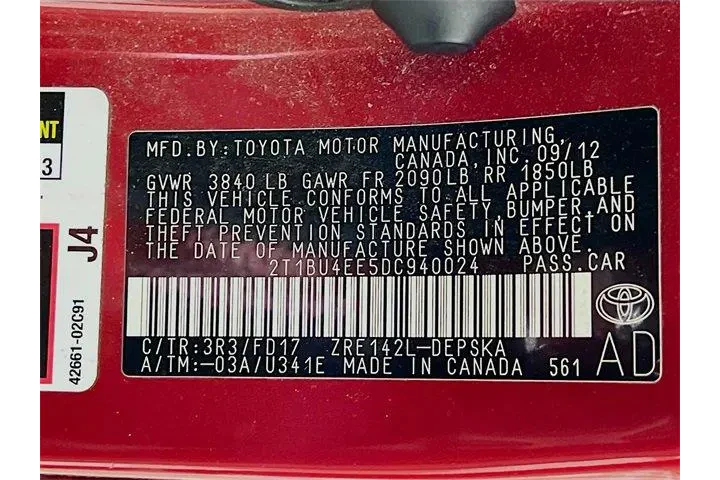 MFD.BY:TOYOTA MOTOR MANUFACTURING,
CANADA, INC. 09/12
GVWR 3840 LB GAWR FR 2090LB RR 1850LB
THIS VEHICLE CONFORMS TO ALL APPLICABLE
FEDERAL MOTOR VEHICLE SAFETY, BUMPER, AND
THEFT PREVENTION STANDARDS IN EFFECT ON
THE DATE OF MANUFACTURE SHOWN ABOVE.
2T1BU4EE5DC940024 PASS.CAR
C/TR:3R3/FD17 ZRE142L-DEPSKA
A/TM:-03A/U341E MADE IN CANADA 561
AD
TOYOTA
NT
3
J4
42661-02C91